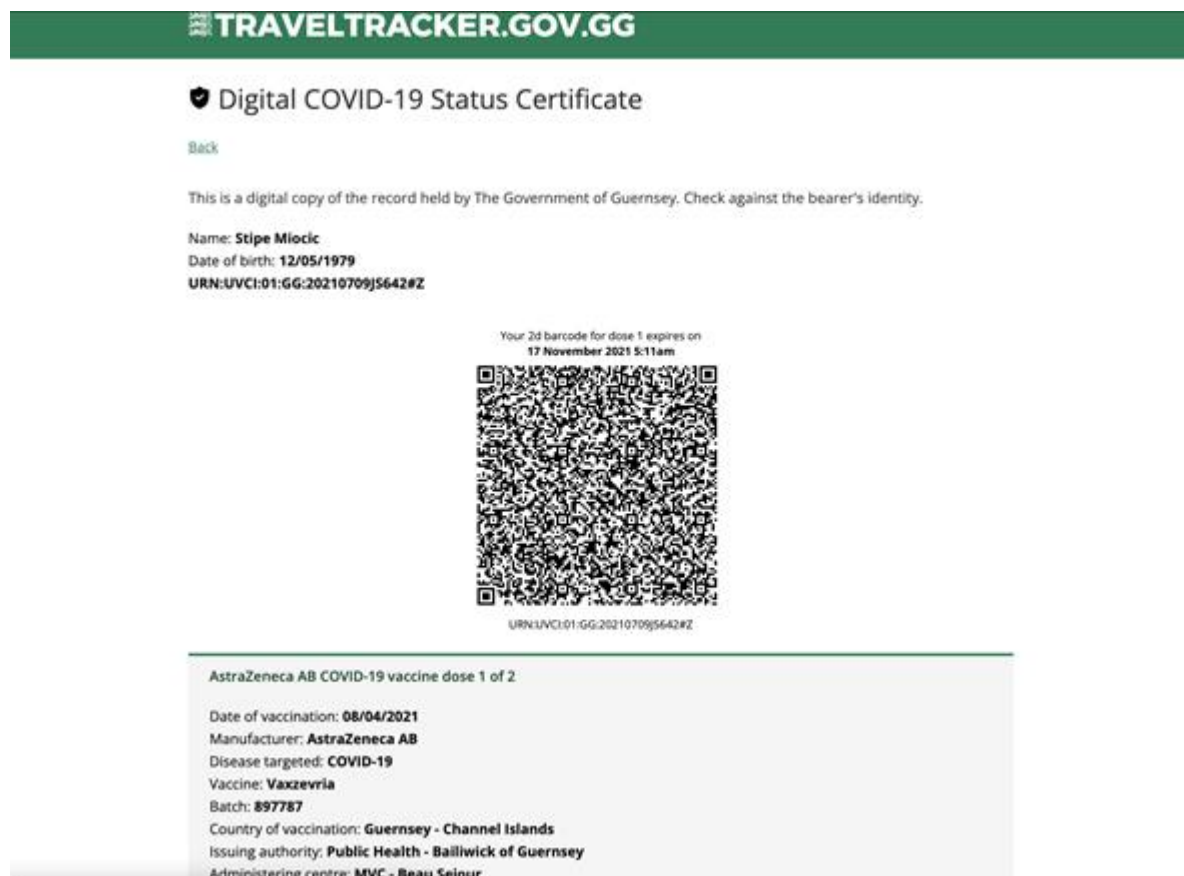 TRAVELTRACKER.GOV.GG
Digital COVID-19 Status Certificate
Back
This is a digital copy of the record held by The Government of Guernsey. Check against the bearer's identity.
Name: Stipe Miocic
Date of birth: 12/05/1979
URN:UVCI:01:GG:20210709JS642#Z
Your 2d barcode for dose 1 expires on
17 November 2021 5:11am
URN:UVCI:01:GG:20210709JS642#Z
AstraZeneca AB COVID-19 vaccine dose 1 of 2
Date of vaccination: 08/04/2021
Manufacturer: AstraZeneca AB
Disease targeted: COVID-19
Vaccine: Vaxzevria
Batch: 897787
Country of vaccination: Guernsey - Channel Islands
Issuing authority: Public Health - Bailiwick of Guernsey
Administering centre: MVC - Beau Sejour